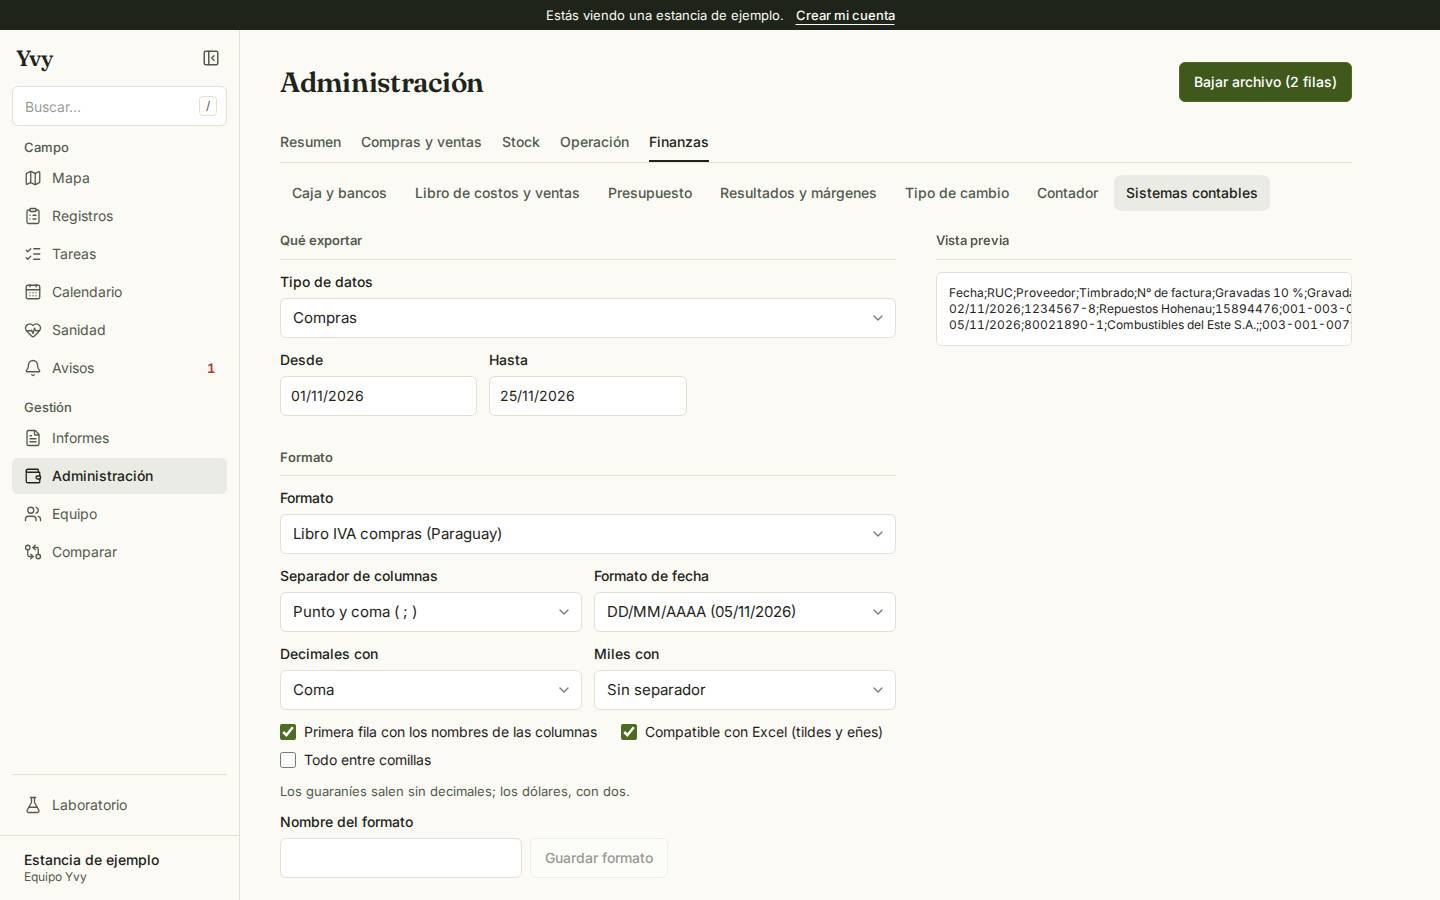 Estás viendo una estancia de ejemplo. Crear mi cuenta
Yvy
Buscar... /
Campo
Mapa
Registros
Tareas
Calendario
Sanidad
Avisos 1
Gestión
Informes
Administración
Equipo
Comparar
Laboratorio
Estancia de ejemplo
Equipo Yvy
Administración
Bajar archivo (2 filas)
Resumen Compras y ventas Stock Operación Finanzas
Caja y bancos Libro de costos y ventas Presupuesto Resultados y márgenes Tipo de cambio Contador Sistemas contables
Qué exportar
Tipo de datos
Compras
Desde Hasta
01/11/2026 25/11/2026
Formato
Formato
Libro IVA compras (Paraguay)
Separador de columnas Formato de fecha
Punto y coma ( ; ) DD/MM/AAAA (05/11/2026)
Decimales con Miles con
Coma Sin separador
Primera fila con los nombres de las columnas Compatible con Excel (tildes y eñes)
Todo entre comillas
Los guaraníes salen sin decimales; los dólares, con dos.
Nombre del formato
Guardar formato
Vista previa
Fecha;RUC;Proveedor;Timbrado;N° de factura;Gravadas 10 %;Gravada
02/11/2026;1234567-8;Repuestos Hohenau;15894476;001-003-0
05/11/2026;80021890-1;Combustibles del Este S.A.;;003-001-007